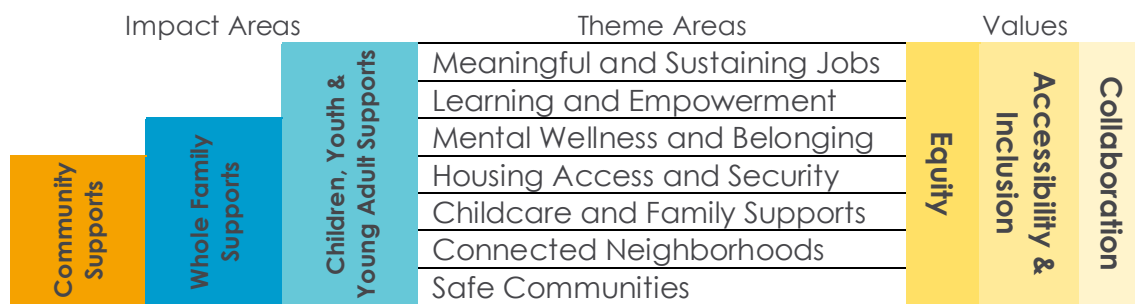 Impact Areas
Theme Areas
Values
Community
Supports
Whole Family
Supports
Children, Youth &
Young Adult Supports
Meaningful and Sustaining Jobs
Learning and Empowerment
Mental Wellness and Belonging
Housing Access and Security
Childcare and Family Supports
Connected Neighborhoods
Safe Communities
Equity
Accessibility &
Inclusion
Collaboration